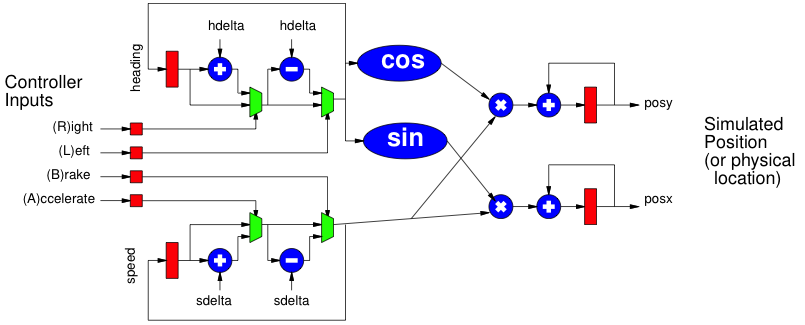 hdelta
hdelta
heading
cos
Controller
Inputs
(R)ight
(L)eft
(B)rake
(A)ccelerate
sin
posy
Simulated
Position
(or physical
location)
posx
speed
sdelta
sdelta